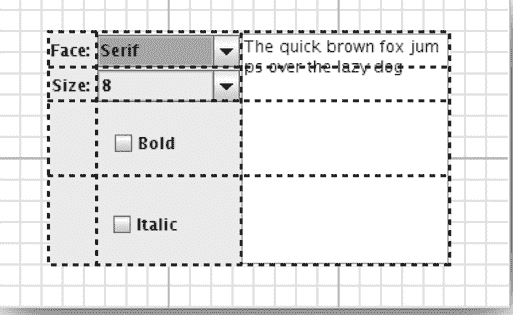 Face: Serif
The quick brown fox jum
ps over the lazy dog
Size: 8
Bold
Italic